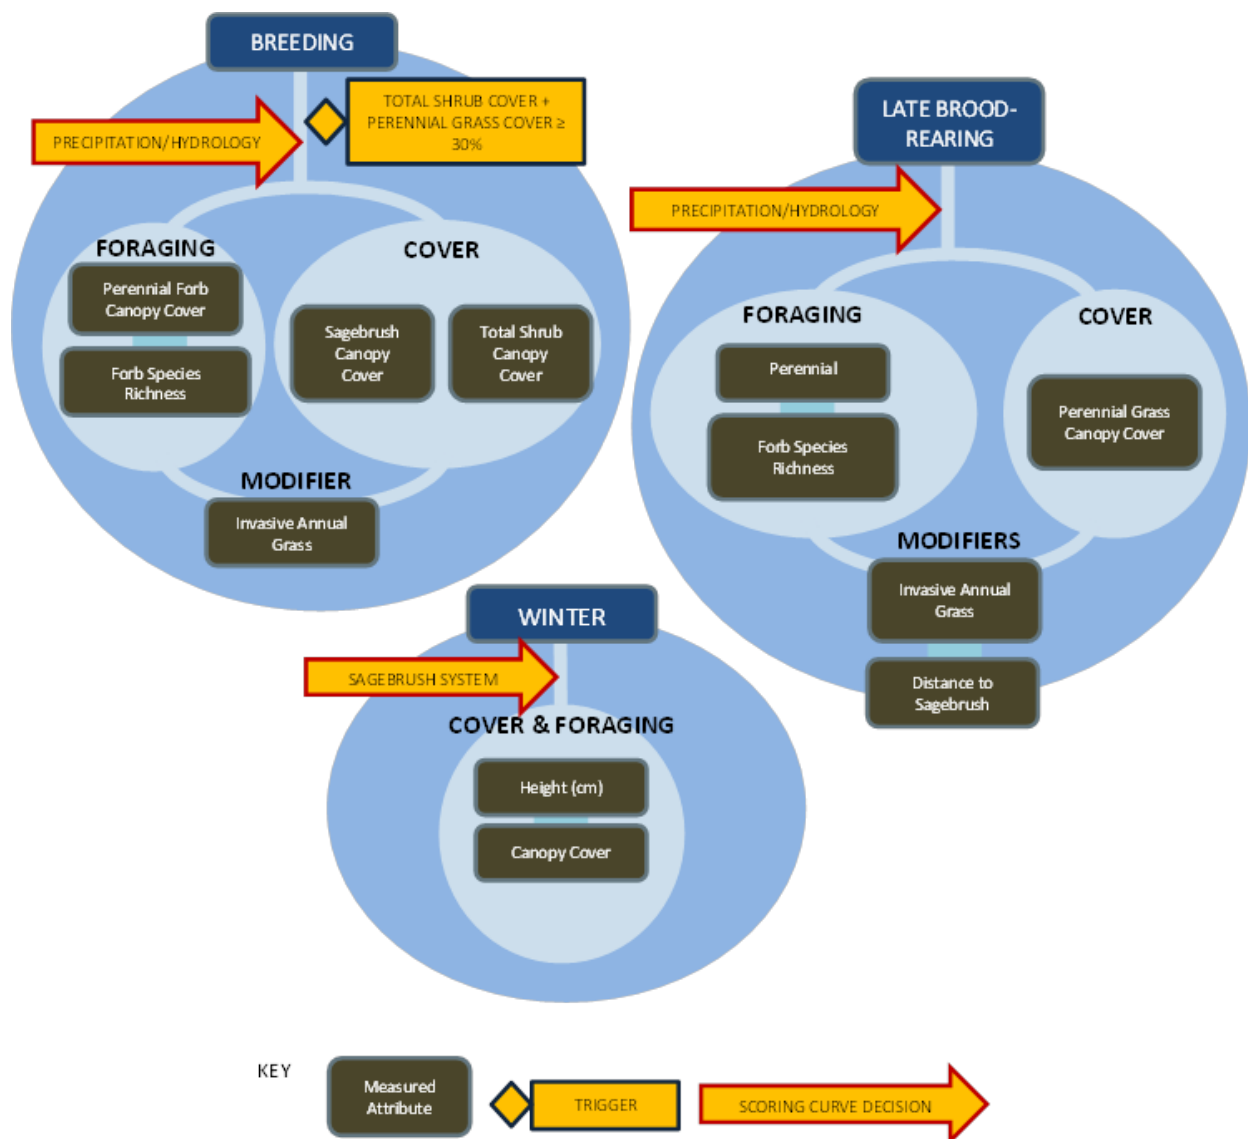 BREEDING
TOTAL SHRUB COVER +
PERENNIAL GRASS COVER ≥
30%
PRECIPITATION/HYDROLOGY
FORAGING
Perennial Forb
Canopy Cover
Forb Species
Richness
COVER
Sagebrush
Canopy
Cover
Total Shrub
Canopy
Cover
MODIFIER
Invasive Annual
Grass
LATE BROOD-
REARING
PRECIPITATION/HYDROLOGY
FORAGING
Perennial
Forb Species
Richness
COVER
Perennial Grass
Canopy Cover
MODIFIERS
Invasive Annual
Grass
Distance to
Sagebrush
WINTER
SAGEBRUSH SYSTEM
COVER & FORAGING
Height (cm)
Canopy Cover
KEY
Measured
Attribute
TRIGGER
SCORING CURVE DECISION